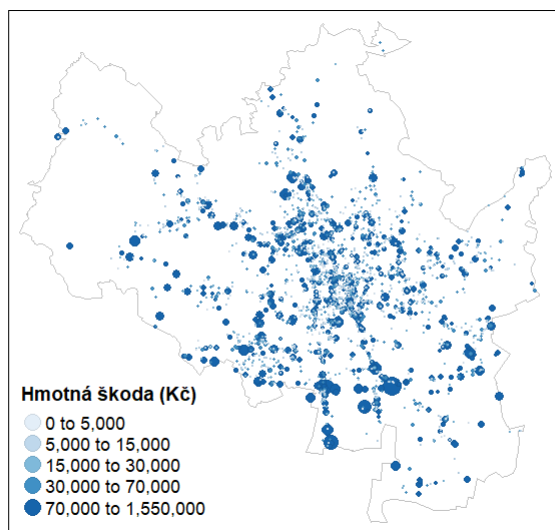 Hmotná škoda (Kč)
0 to 5,000
5,000 to 15,000
15,000 to 30,000
30,000 to 70,000
70,000 to 1,550,000